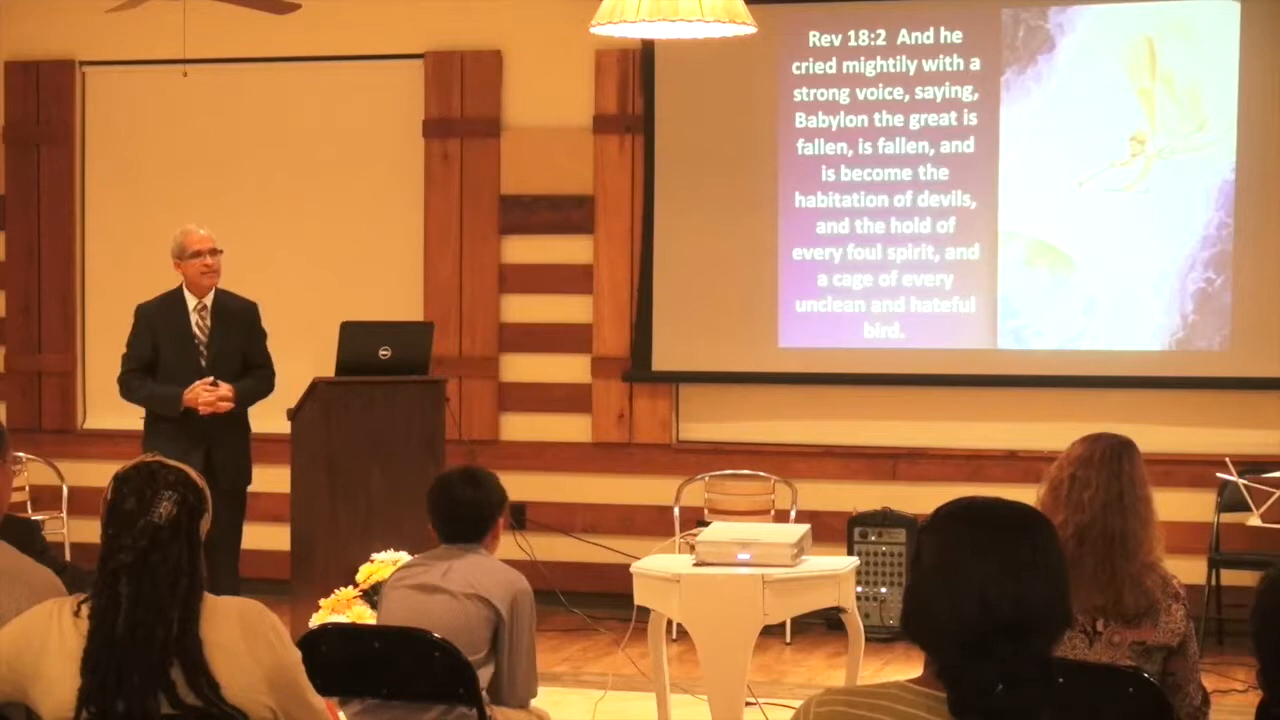 Rev 18:2 And he
cried mightily with a
strong voice, saying,
Babylon the great is
fallen, is fallen, and
is become the
habitation of devils,
and the hold of
every foul spirit, and
a cage of every
unclean and hateful
bird.
DELL